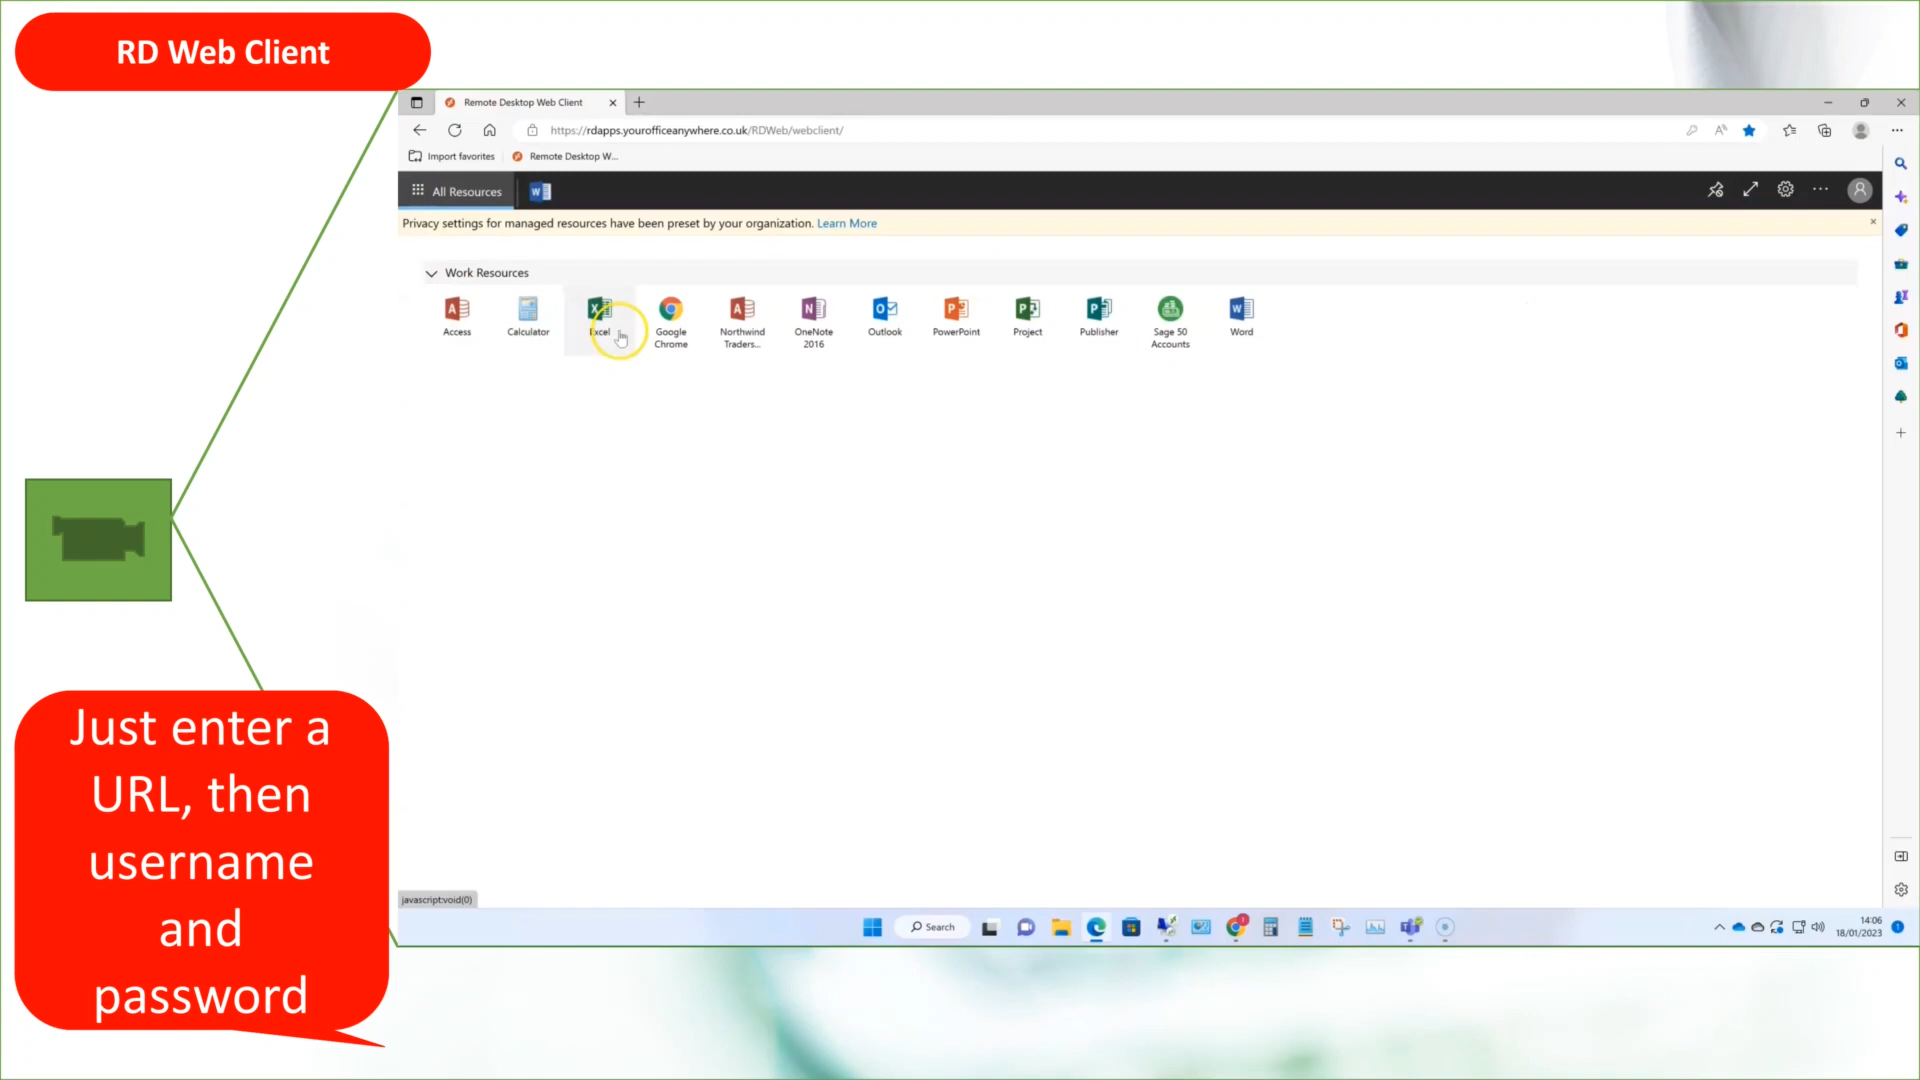 RD Web Client
Remote Desktop Web Client
https://rdapps.yourofficeanywhere.co.uk/RDWeb/webclient/
Import favorites
Remote Desktop W...
All Resources
Privacy settings for managed resources have been preset by your organization. Learn More
Work Resources
Access
Calculator
Excel
Google
Chrome
Northwind
Traders...
OneNote
2016
Outlook
PowerPoint
Project
Publisher
Sage 50
Accounts
Word
Just enter a
URL, then
username
and
password
javascript:void(0)
Search
14:06
18/01/2023